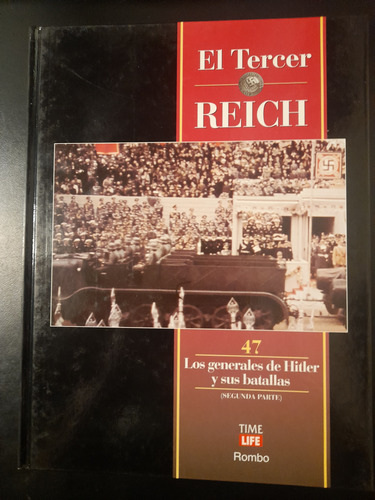 El Tercer
REICH
47
Los generales de Hitler
y sus batallas
(SEGUNDA PARTE)
TIME
LIFE
Rombo